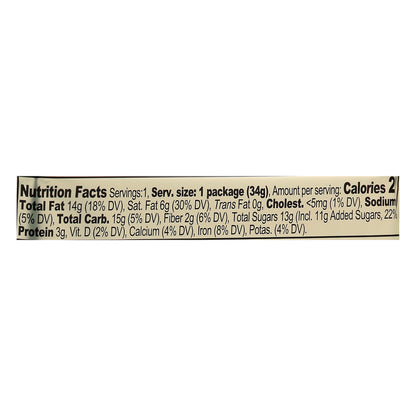 Nutrition Facts Servings:1, Serv. size: 1 package (34g), Amount per serving: Calories 2
Total Fat 14g (18% DV), Sat. Fat 6g (30% DV), Trans Fat 0g, Cholest. <5mg (1% DV), Sodium
(5% DV), Total Carb. 15g (5% DV), Fiber 2g (6% DV), Total Sugars 13g (Incl. 11g Added Sugars, 22%
Protein 3g, Vit. D (2% DV), Calcium (4% DV), Iron (8% DV), Potas. (4% DV).